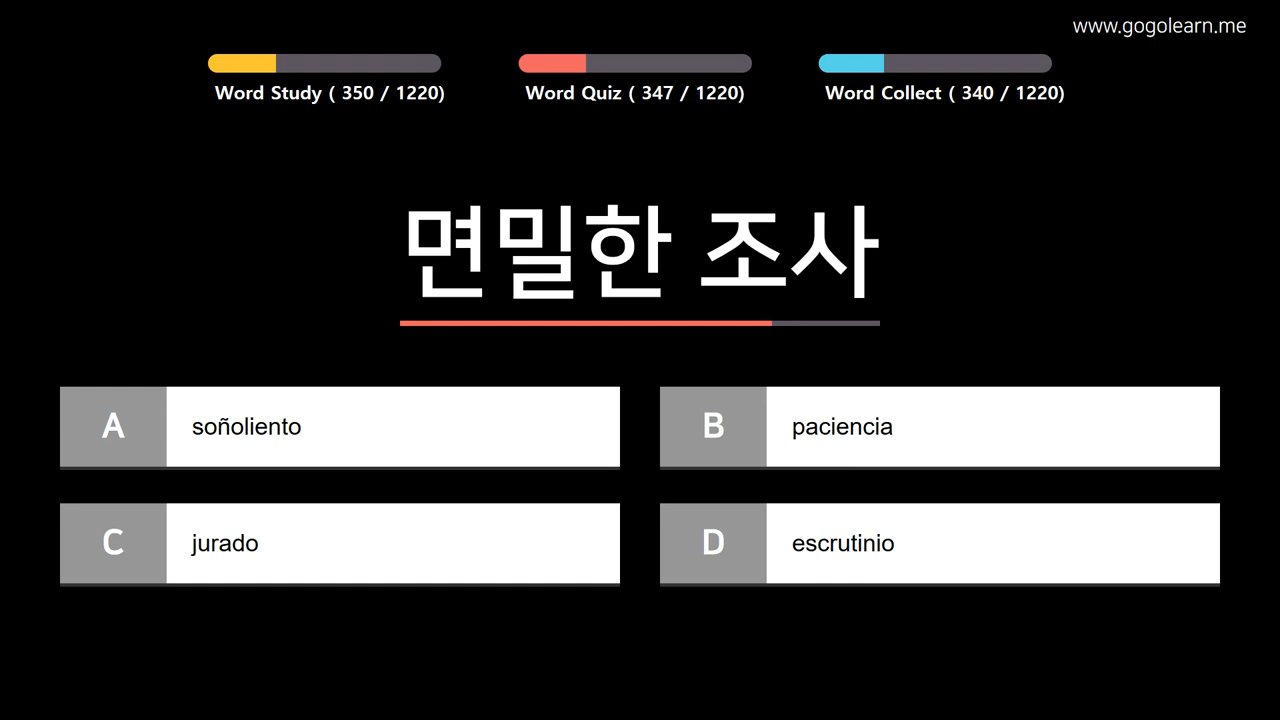 www.gogolearn.me
Word Study ( 350 / 1220)
Word Quiz ( 347 / 1220)
Word Collect ( 340 / 1220)
면밀한 조사
A
soñoliento
B
paciencia
C
jurado
D
escrutinio